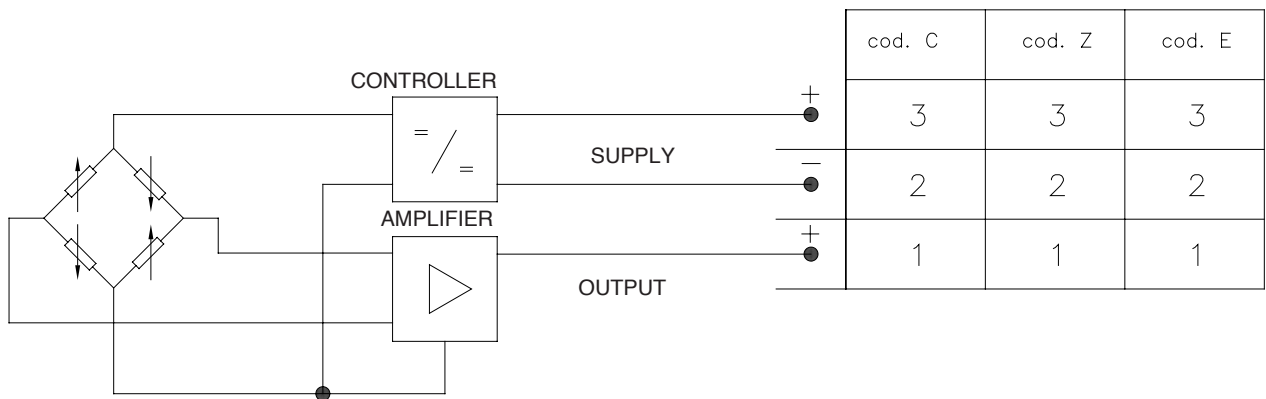 cod. C cod. Z cod. E
CONTROLLER
+ 3 3 3
= / =
SUPPLY
− 2 2 2
AMPLIFIER
+ 1 1 1
OUTPUT